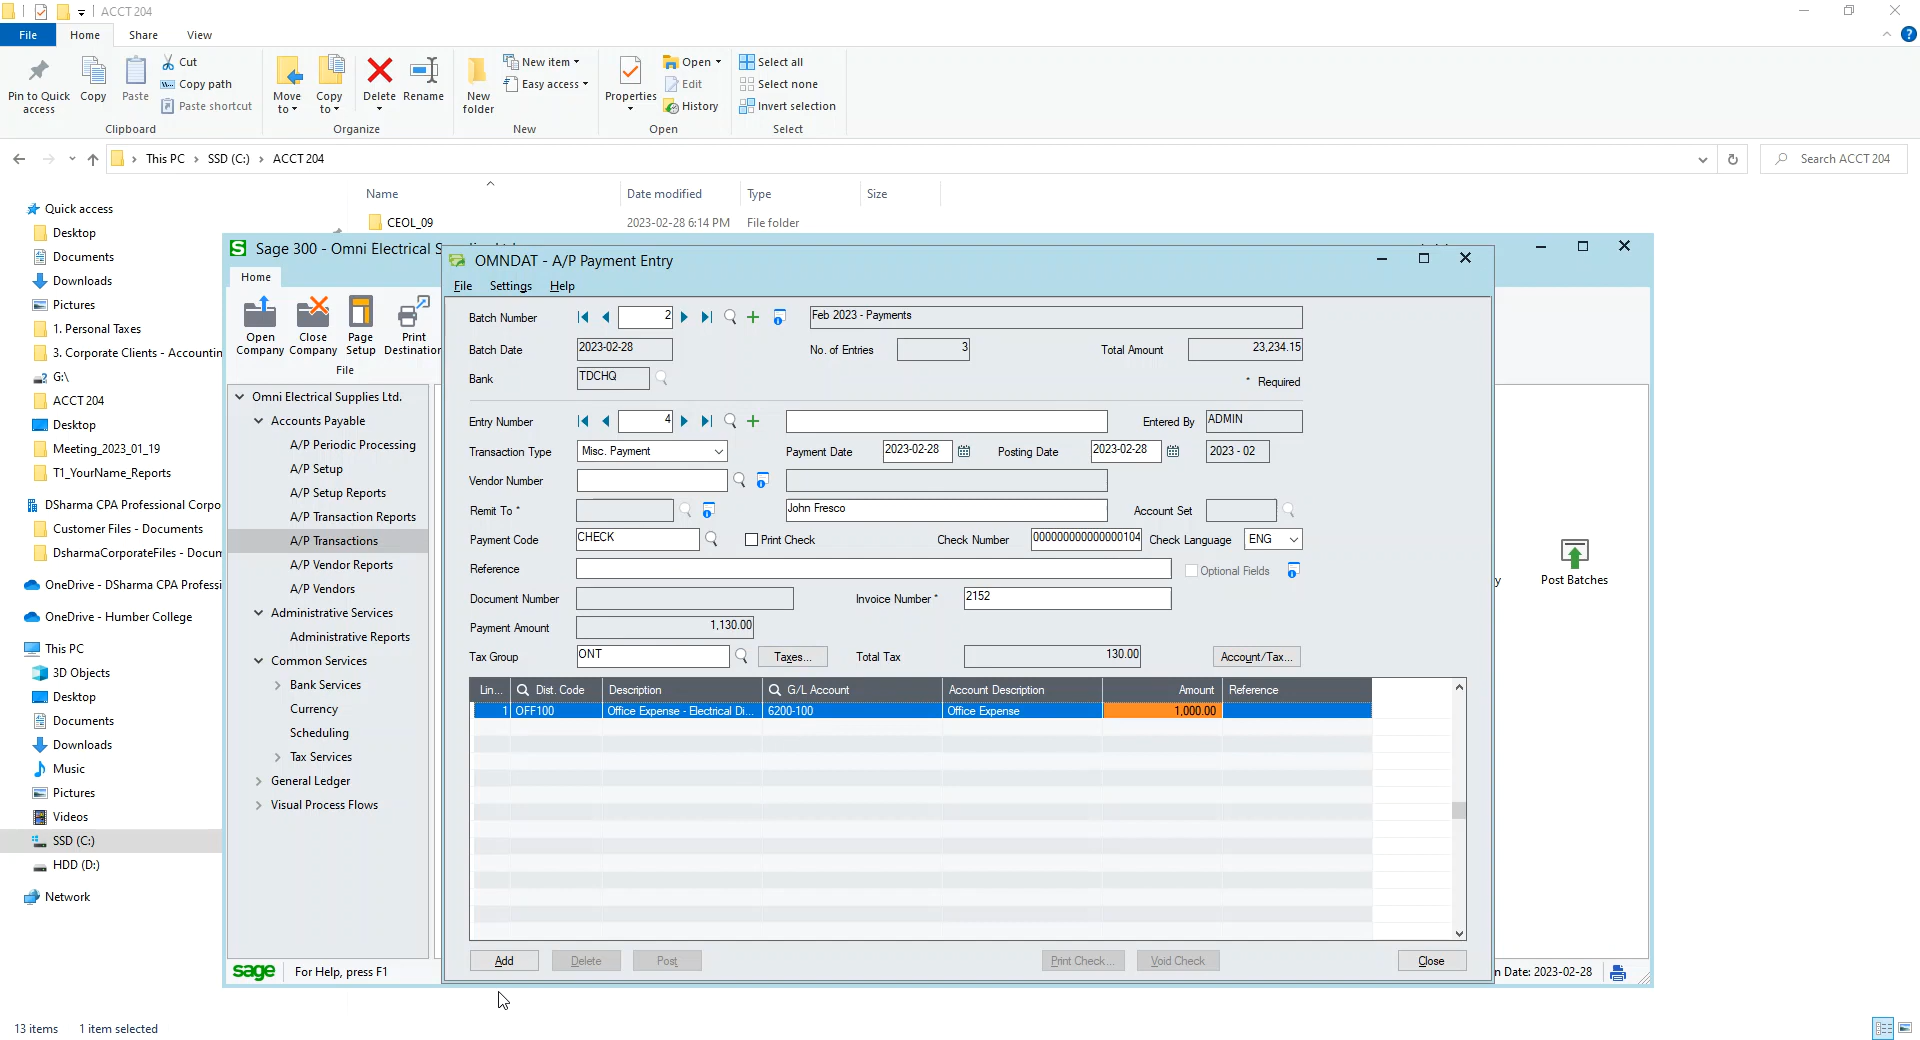 ACCT 204
File Home Share View
Pin to Quick access
Copy
Paste
Cut
Copy path
Paste shortcut
Clipboard
Move to
Copy to
Delete
Rename
Organize
New folder
New item
Easy access
New
Properties
Open
Edit
History
Open
Select all
Select none
Invert selection
Select
This PC > SSD (C:) > ACCT 204
Search ACCT 204
Name Date modified Type Size
CEOL_09 2023-02-28 6:14 PM File folder
Quick access
Desktop
Documents
Downloads
Pictures
1. Personal Taxes
3. Corporate Clients - Accountin
G:\
ACCT 204
Desktop
Meeting_2023_01_19
T1_YourName_Reports
DSharma CPA Professional Corpo
Customer Files - Documents
DsharmaCorporateFiles - Docum
OneDrive - DSharma CPA Professi
OneDrive - Humber College
This PC
3D Objects
Desktop
Documents
Downloads
Music
Pictures
Videos
SSD (C:)
HDD (D:)
Network
13 items 1 item selected
Sage 300 - Omni Electrical
Home
Open Company
Close Company
Page Setup
Print Destination
File
Omni Electrical Supplies Ltd.
Accounts Payable
A/P Periodic Processing
A/P Setup
A/P Setup Reports
A/P Transaction Reports
A/P Transactions
A/P Vendor Reports
A/P Vendors
Administrative Services
Administrative Reports
Common Services
Bank Services
Currency
Scheduling
Tax Services
General Ledger
Visual Process Flows
sage For Help, press F1
OMNDAT - A/P Payment Entry
File Settings Help
Batch Number 2 Feb 2023 - Payments
Batch Date 2023-02-28 No. of Entries 3 Total Amount 23,234.15
Bank TDCHQ * Required
Entry Number 4 Entered By ADMIN
Transaction Type Misc. Payment Payment Date 2023-02-28 Posting Date 2023-02-28 2023 - 02
Vendor Number
Remit To * John Fresco Account Set
Payment Code CHECK Print Check Check Number 000000000000000104 Check Language ENG
Reference Optional Fields
Document Number Invoice Number * 2152
Payment Amount 1,130.00
Tax Group ONT Taxes... Total Tax 130.00 Account/Tax...
Lin... Dist. Code Description G/L Account Account Description Amount Reference
1 OFF100 Office Expense - Electrical Di... 6200-100 Office Expense 1,000.00
Add Delete Post Print Check... Void Check Close
y
Post Batches
n Date: 2023-02-28